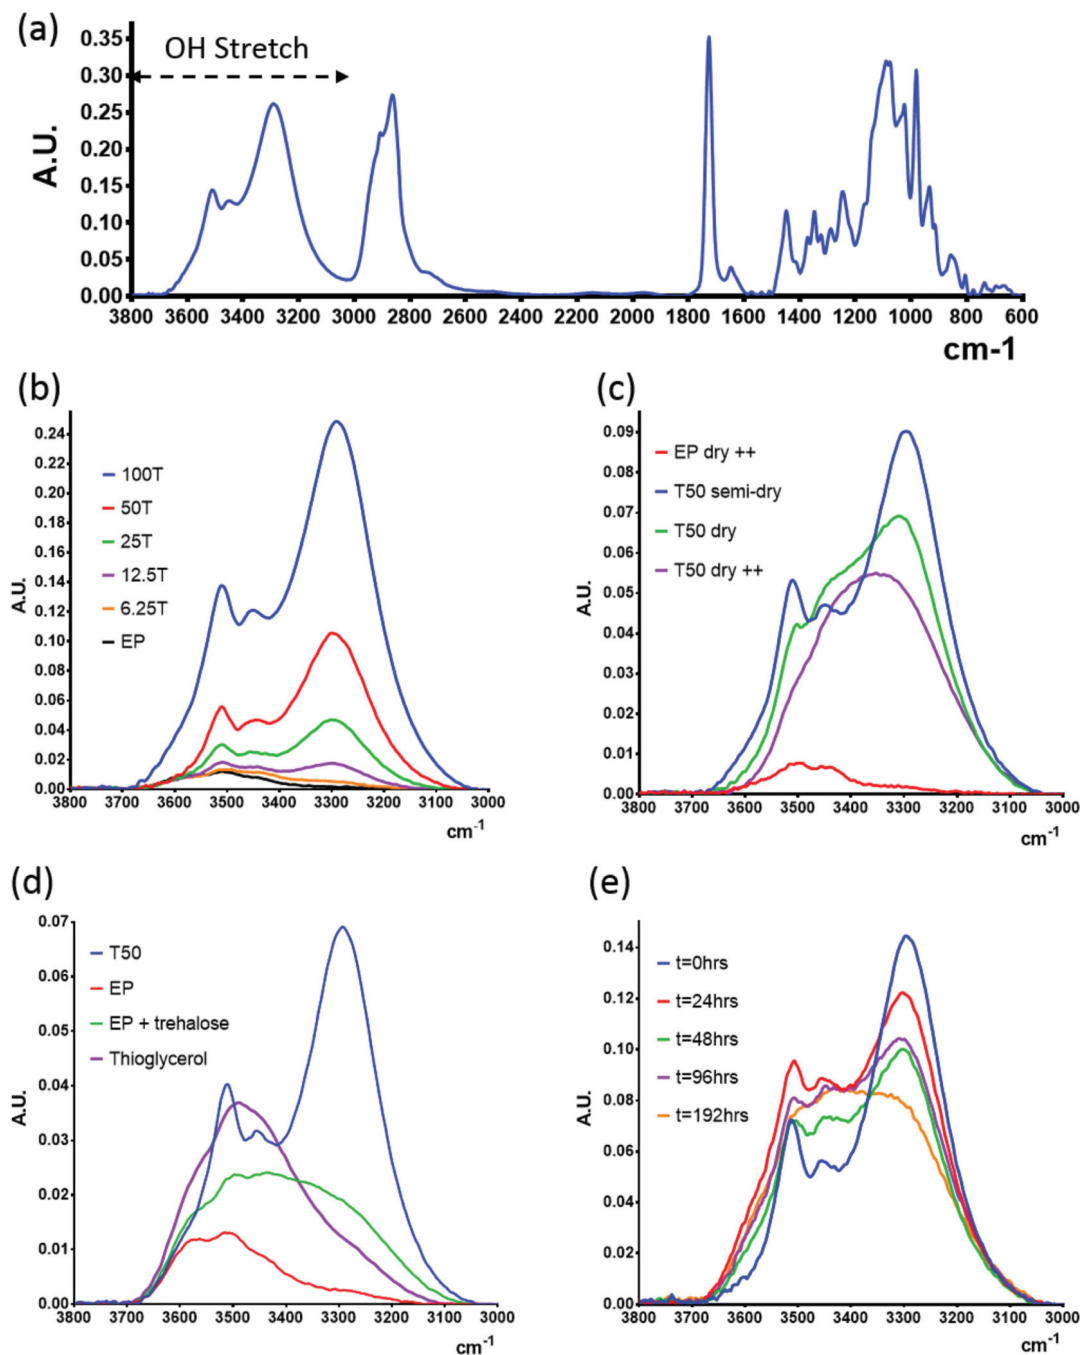 (a)
OH Stretch
A.U.
0.35
0.30
0.25
0.20
0.15
0.10
0.05
0.00
3800 3600 3400 3200 3000 2800 2600 2400 2200 2000 1800 1600 1400 1200 1000 800 600
cm-1
(b)
A.U.
0.24
0.22
0.20
0.18
0.16
0.14
0.12
0.10
0.08
0.06
0.04
0.02
0.00
100T
50T
25T
12.5T
6.25T
EP
3800 3700 3600 3500 3400 3300 3200 3100 3000
cm-1
(c)
A.U.
0.09
0.08
0.07
0.06
0.05
0.04
0.03
0.02
0.01
0.00
EP dry ++
T50 semi-dry
T50 dry
T50 dry ++
3800 3700 3600 3500 3400 3300 3200 3100 3000
cm-1
(d)
A.U.
0.07
0.06
0.05
0.04
0.03
0.02
0.01
0.00
T50
EP
EP + trehalose
Thioglycerol
3800 3700 3600 3500 3400 3300 3200 3100 3000
cm-1
(e)
A.U.
0.14
0.12
0.10
0.08
0.06
0.04
0.02
0.00
t=0hrs
t=24hrs
t=48hrs
t=96hrs
t=192hrs
3800 3700 3600 3500 3400 3300 3200 3100 3000
cm-1